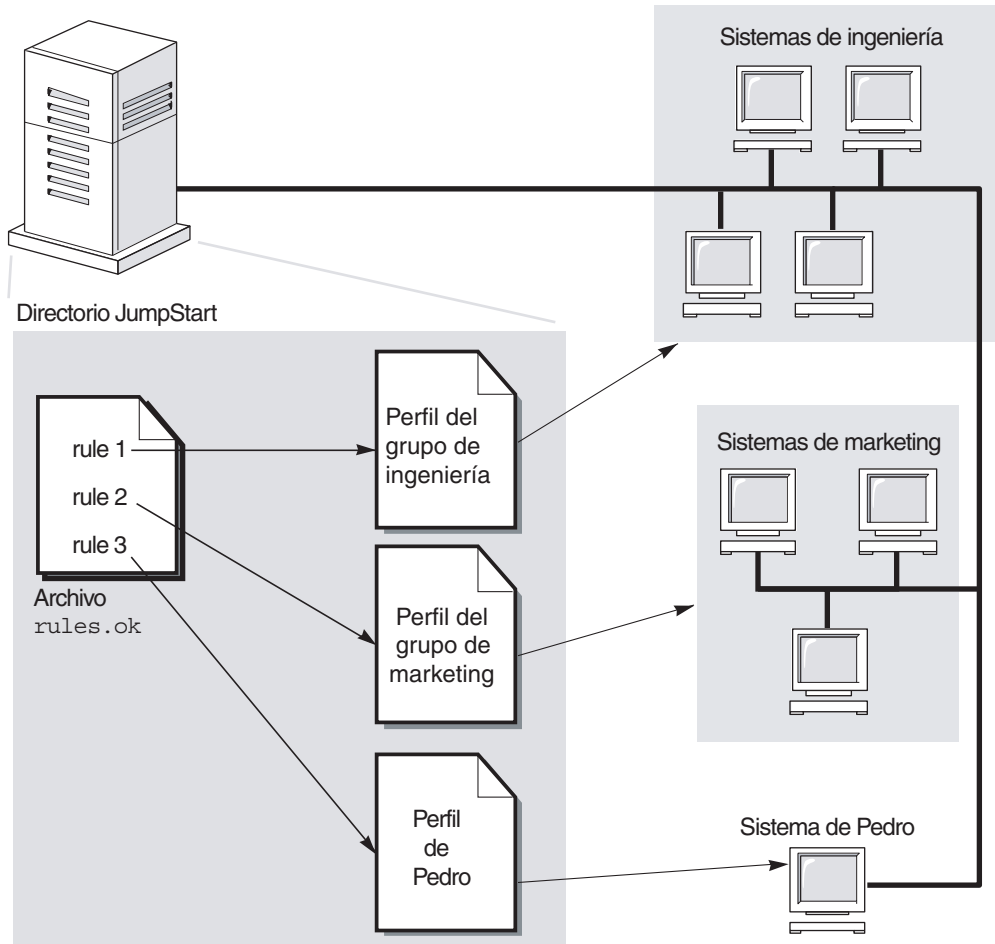 Sistemas de ingeniería
Directorio JumpStart
rule 1
rule 2
rule 3
Archivo
rules.ok
Perfil del
grupo de
ingeniería
Perfil del
grupo de
marketing
Perfil
de
Pedro
Sistemas de marketing
Sistema de Pedro